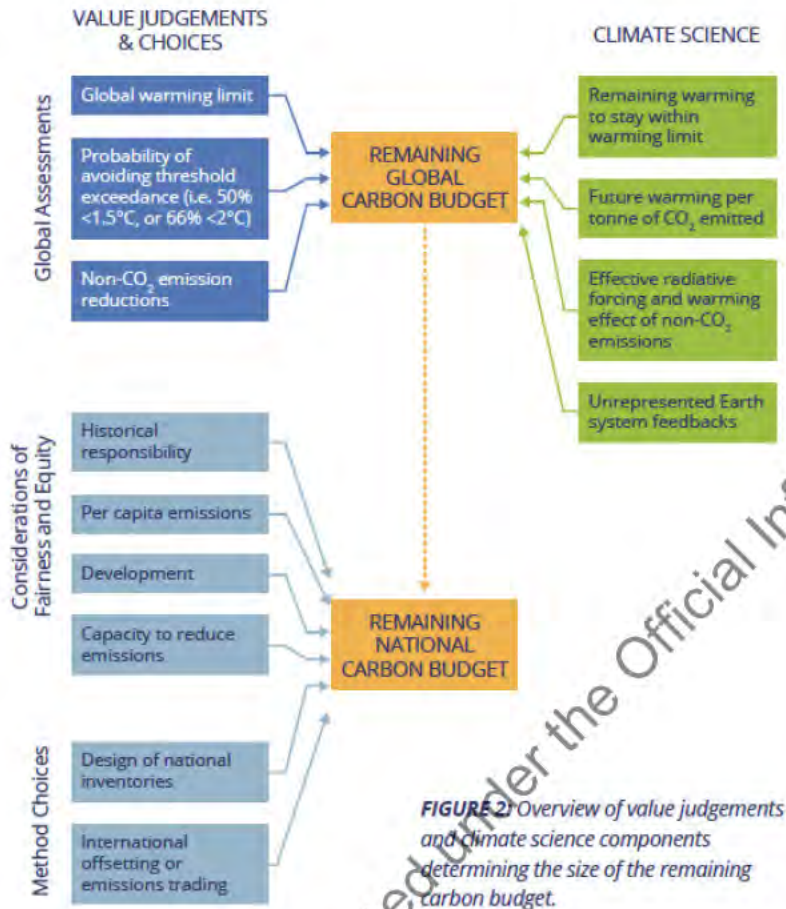 VALUE JUDGEMENTS
& CHOICES
CLIMATE SCIENCE
Global Assessments
Global warming limit
Probability of
avoiding threshold
exceedance (i.e. 50%
<1.5°C, or 66% <2°C)
Non-CO₂ emission
reductions
REMAINING
GLOBAL
CARBON BUDGET
Remaining warming
to stay within
warming limit
Future warming per
tonne of CO₂ emitted
Effective radiative
forcing and warming
effect of non-CO₂
emissions
Unrepresented Earth
system feedbacks
Considerations of
Fairness and Equity
Historical
responsibility
Per capita emissions
Development
Capacity to reduce
emissions
REMAINING
NATIONAL
CARBON BUDGET
Method Choices
Design of national
inventories
International
offsetting or
emissions trading
FIGURE 2: Overview of value judgements
and climate science components
determining the size of the remaining
carbon budget.
under the Official